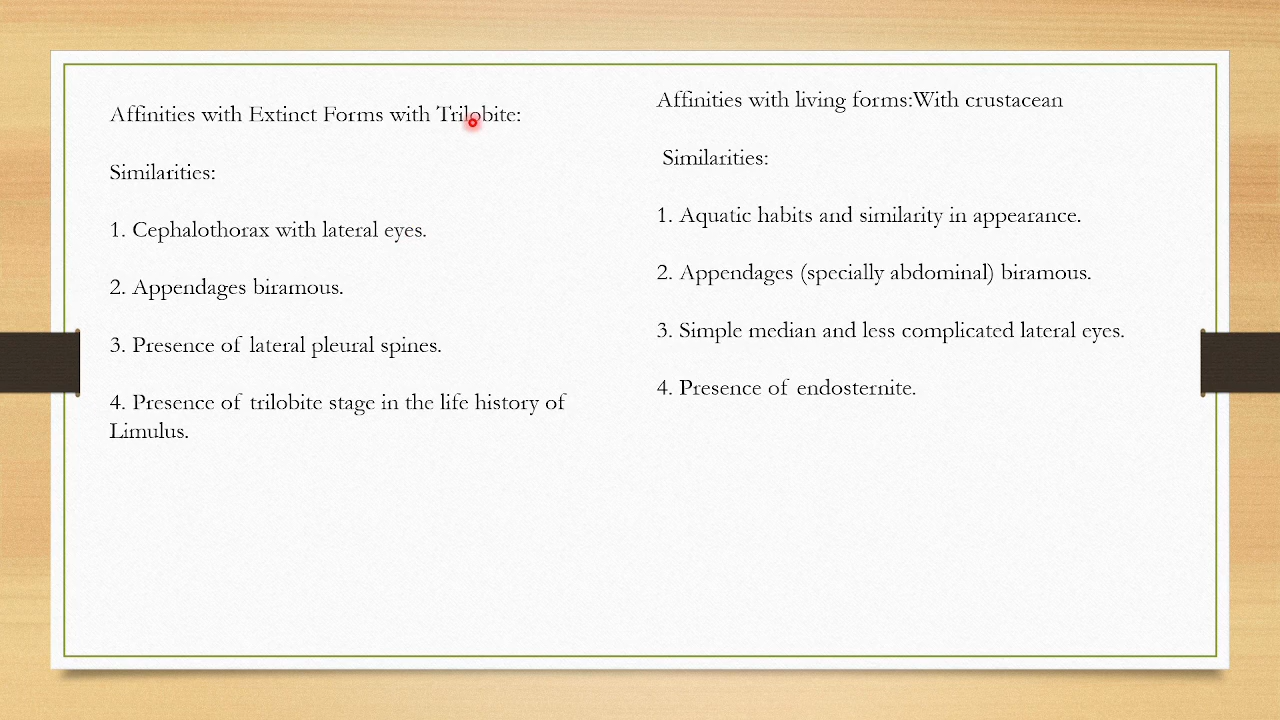 Affinities with Extinct Forms with Trilobite:
Similarities:
1. Cephalothorax with lateral eyes.
2. Appendages biramous.
3. Presence of lateral pleural spines.
4. Presence of trilobite stage in the life history of
Limulus.
Affinities with living forms:With crustacean
Similarities:
1. Aquatic habits and similarity in appearance.
2. Appendages (specially abdominal) biramous.
3. Simple median and less complicated lateral eyes.
4. Presence of endosternite.